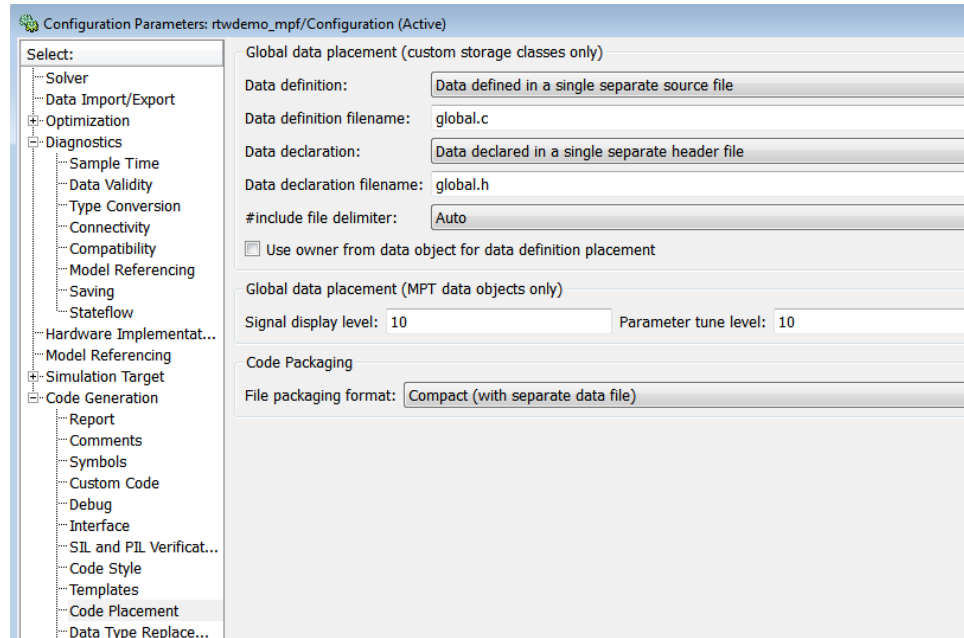 Configuration Parameters: rtwdemo_mpf/Configuration (Active)
Select:
Solver
Data Import/Export
Optimization
Diagnostics
Sample Time
Data Validity
Type Conversion
Connectivity
Compatibility
Model Referencing
Saving
Stateflow
Hardware Implementat...
Model Referencing
Simulation Target
Code Generation
Report
Comments
Symbols
Custom Code
Debug
Interface
SIL and PIL Verificat...
Code Style
Templates
Code Placement
Data Type Replace...
Global data placement (custom storage classes only)
Data definition: Data defined in a single separate source file
Data definition filename: global.c
Data declaration: Data declared in a single separate header file
Data declaration filename: global.h
#include file delimiter: Auto
Use owner from data object for data definition placement
Global data placement (MPT data objects only)
Signal display level: 10 Parameter tune level: 10
Code Packaging
File packaging format: Compact (with separate data file)